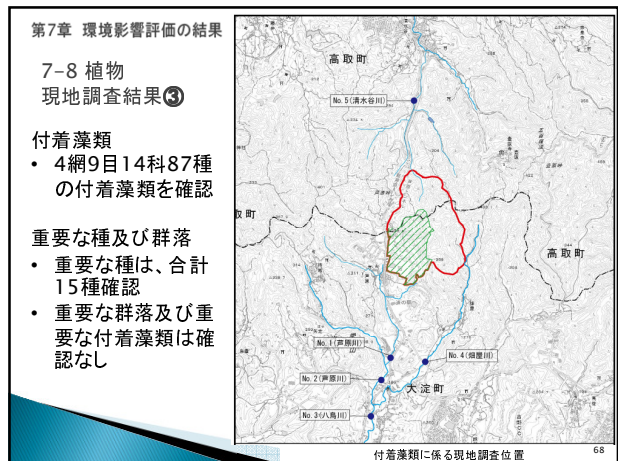 第7章 環境影響評価の結果
7-8 植物
現地調査結果❸
付着藻類
• 4網9目14科87種
の付着藻類を確認
重要な種及び群落
• 重要な種は、合計
15種確認
• 重要な群落及び重
要な付着藻類は確
認なし
高取町
No.5(清水谷川)
取町
高取町
No.1(芦原川)
No.4(畑屋川)
No.2(芦原川)
大淀町
No.3(八鳥川)
付着藻類に係る現地調査位置
68